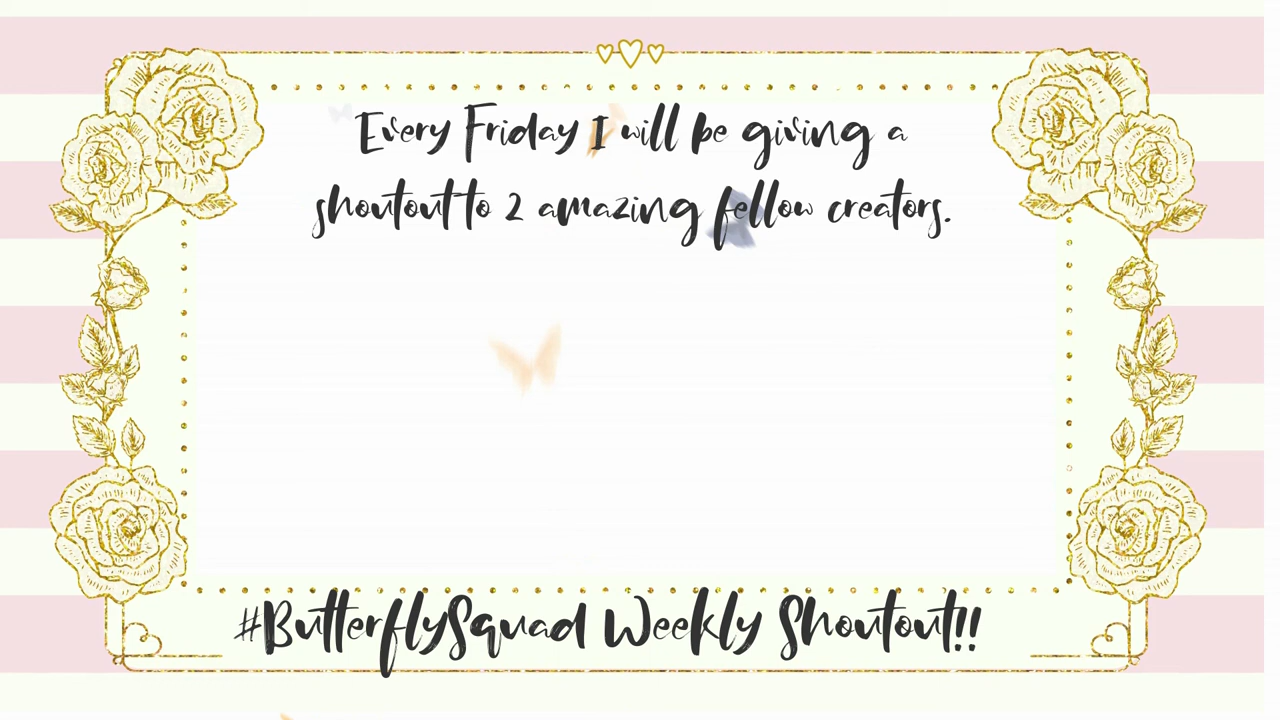 Every Friday I will be giving a
shoutout to 2 amazing fellow creators.
#ButterflySquad Weekly Shoutout!!